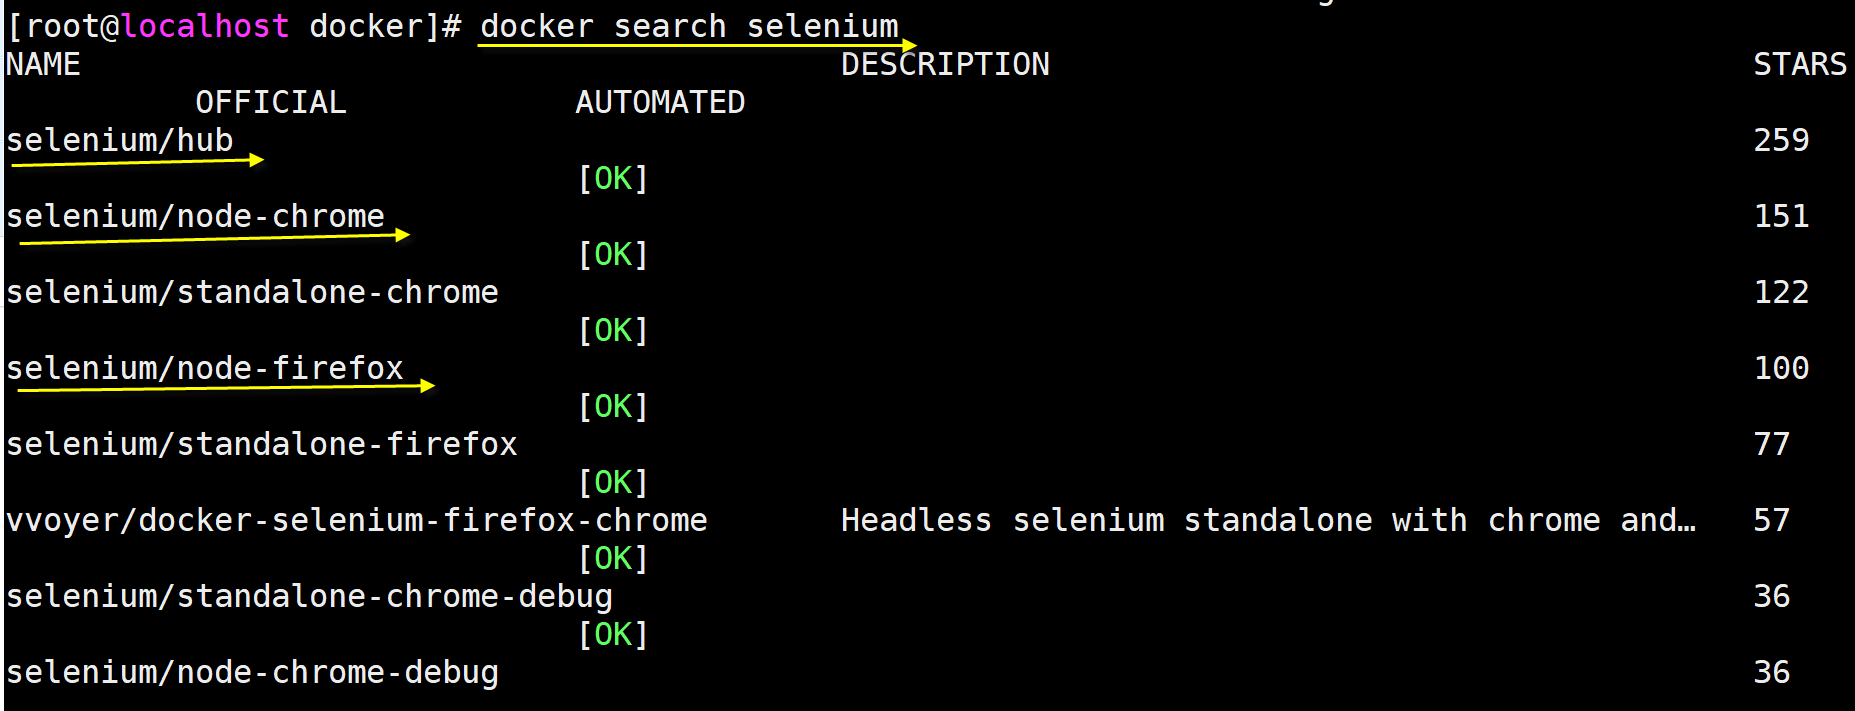 [root@localhost docker]# docker search selenium
NAME DESCRIPTION STARS
OFFICIAL AUTOMATED
selenium/hub 259
[OK]
selenium/node-chrome 151
[OK]
selenium/standalone-chrome 122
[OK]
selenium/node-firefox 100
[OK]
selenium/standalone-firefox 77
[OK]
vvoyer/docker-selenium-firefox-chrome Headless selenium standalone with chrome and… 57
[OK]
selenium/standalone-chrome-debug 36
[OK]
selenium/node-chrome-debug 36